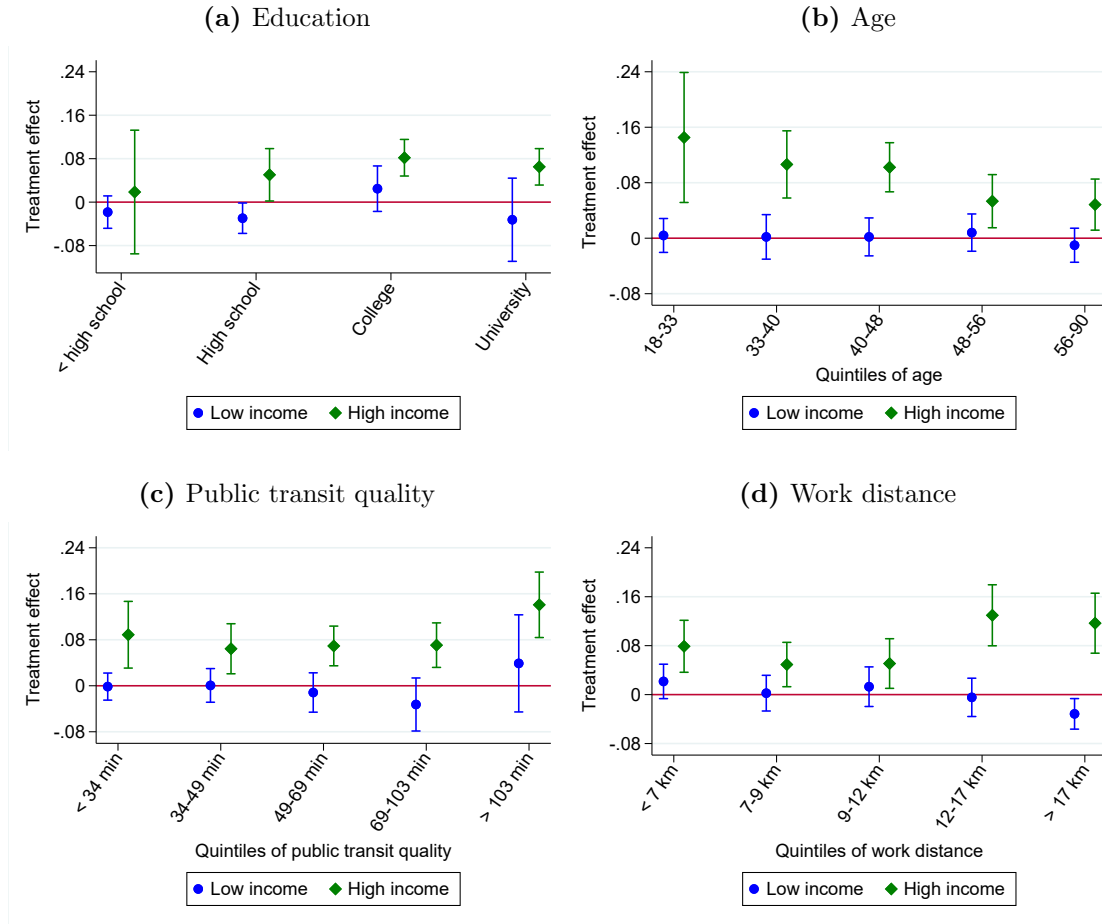 (a) Education
.24
.16
.08
0
-.08
Treatment effect
< high school
High school
College
University
Low income
High income
(b) Age
.24
.16
.08
0
-.08
Treatment effect
18-33
33-40
40-48
48-56
56-90
Quintiles of age
Low income
High income
(c) Public transit quality
.24
.16
.08
0
-.08
Treatment effect
< 34 min
34-49 min
49-69 min
69-103 min
> 103 min
Quintiles of public transit quality
Low income
High income
(d) Work distance
.24
.16
.08
0
-.08
Treatment effect
< 7 km
7-9 km
9-12 km
12-17 km
> 17 km
Quintiles of work distance
Low income
High income